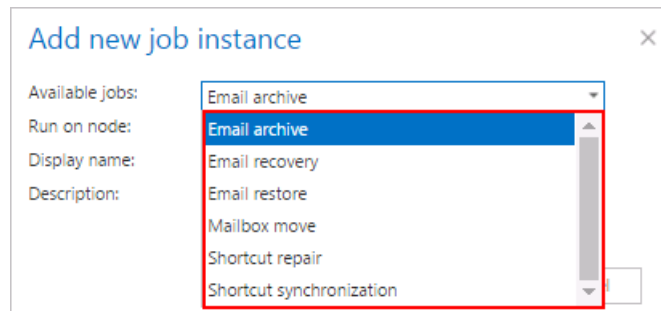 Add new job instance
Available jobs: Email archive
Run on node: Email archive
Display name: Email recovery
Description: Email restore
Mailbox move
Shortcut repair
Shortcut synchronization